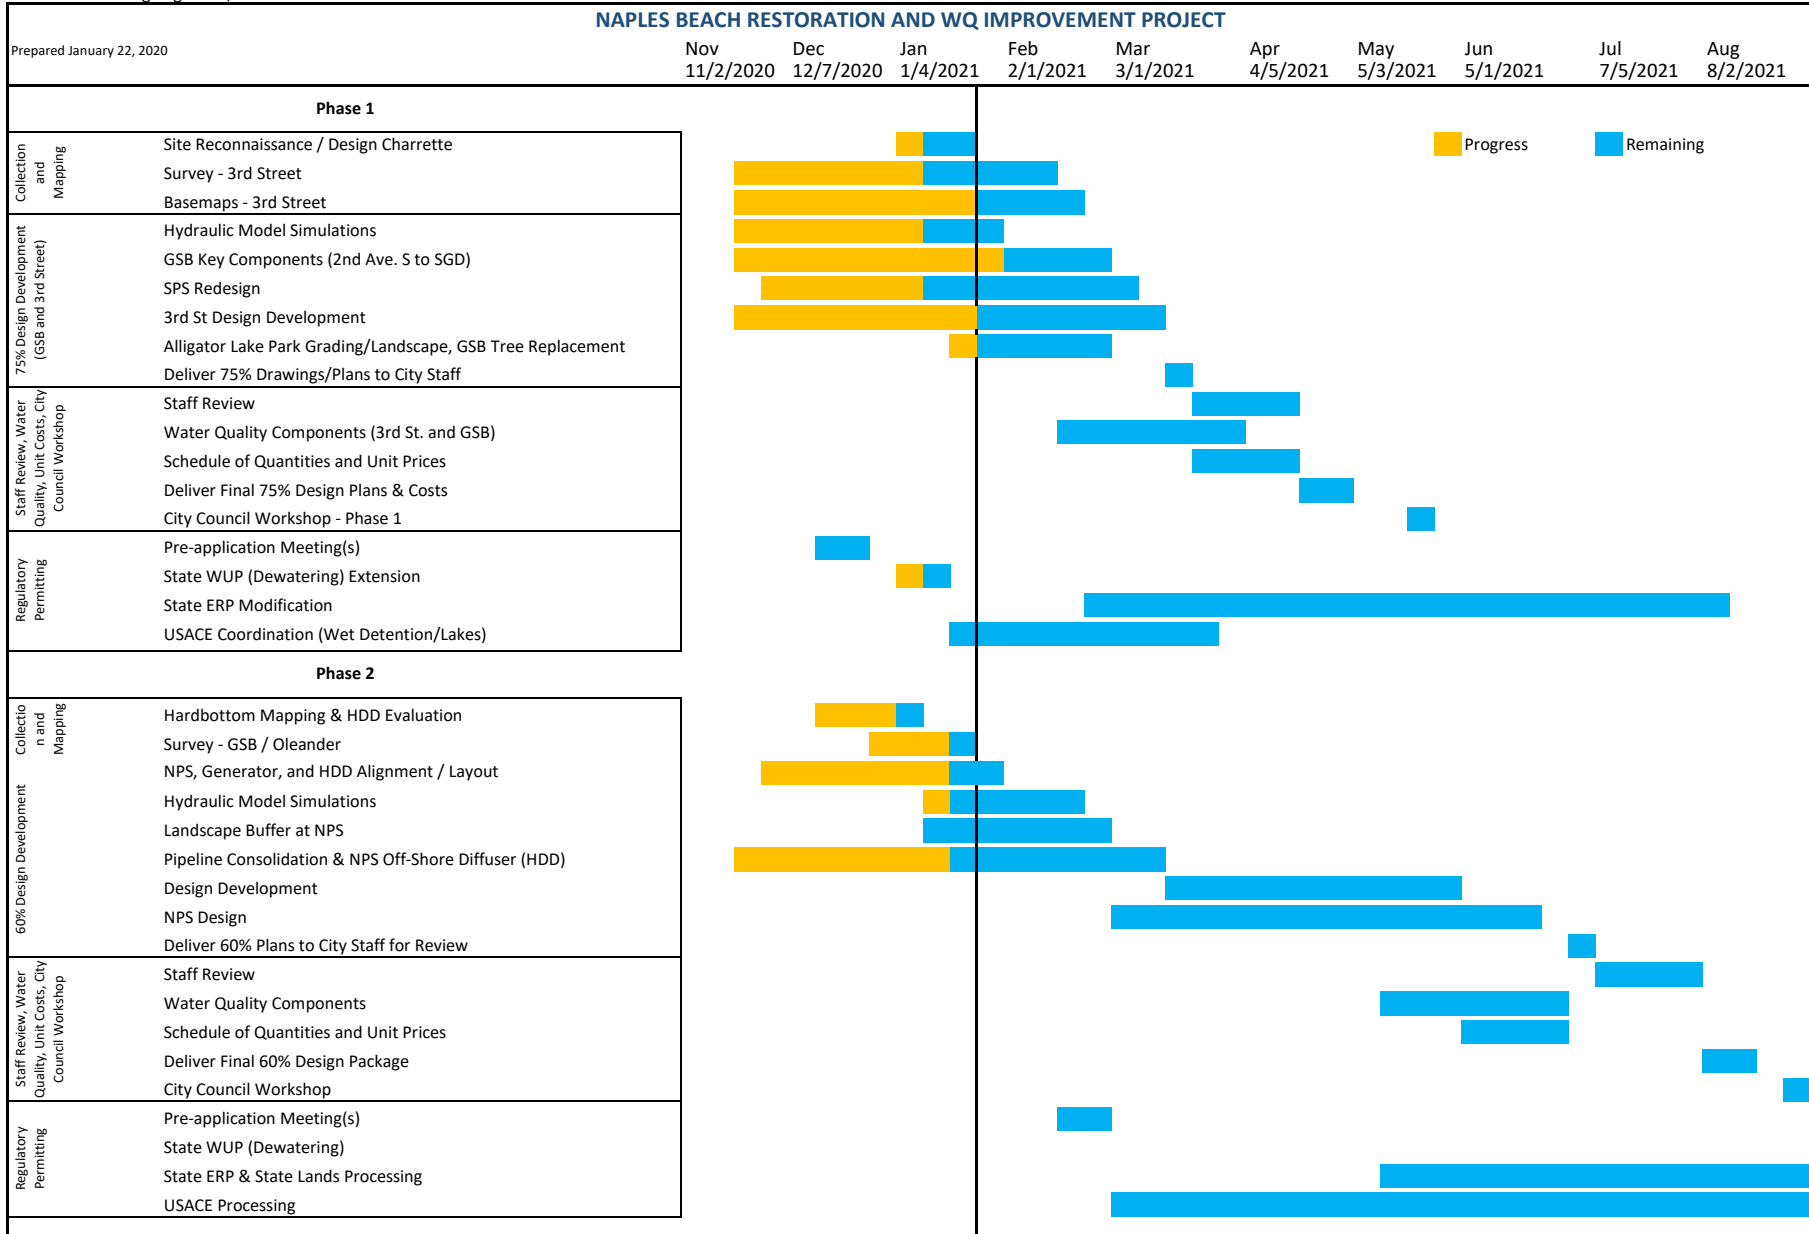 NAPLES BEACH RESTORATION AND WQ IMPROVEMENT PROJECT
Prepared January 22, 2020
Nov Dec Jan Feb Mar Apr May Jun Jul Aug
11/2/2020 12/7/2020 1/4/2021 2/1/2021 3/1/2021 4/5/2021 5/3/2021 5/1/2021 7/5/2021 8/2/2021
Phase 1
Collection
and
Mapping
Site Reconnaissance / Design Charrette
Progress Remaining
Survey - 3rd Street
Basemaps - 3rd Street
75% Design Development
(GSB and 3rd Street)
Hydraulic Model Simulations
GSB Key Components (2nd Ave. S to SGD)
SPS Redesign
3rd St Design Development
Alligator Lake Park Grading/Landscape, GSB Tree Replacement
Deliver 75% Drawings/Plans to City Staff
Staff Review, Water
Quality, Unit Costs, City
Council Workshop
Staff Review
Water Quality Components (3rd St. and GSB)
Schedule of Quantities and Unit Prices
Deliver Final 75% Design Plans & Costs
City Council Workshop - Phase 1
Regulatory
Permitting
Pre-application Meeting(s)
State WUP (Dewatering) Extension
State ERP Modification
USACE Coordination (Wet Detention/Lakes)
Phase 2
Collectio
n and
Mapping
Hardbottom Mapping & HDD Evaluation
Survey - GSB / Oleander
60% Design Development
NPS, Generator, and HDD Alignment / Layout
Hydraulic Model Simulations
Landscape Buffer at NPS
Pipeline Consolidation & NPS Off-Shore Diffuser (HDD)
Design Development
NPS Design
Deliver 60% Plans to City Staff for Review
Staff Review, Water
Quality, Unit Costs, City
Council Workshop
Staff Review
Water Quality Components
Schedule of Quantities and Unit Prices
Deliver Final 60% Design Package
City Council Workshop
Regulatory
Permitting
Pre-application Meeting(s)
State WUP (Dewatering)
State ERP & State Lands Processing
USACE Processing